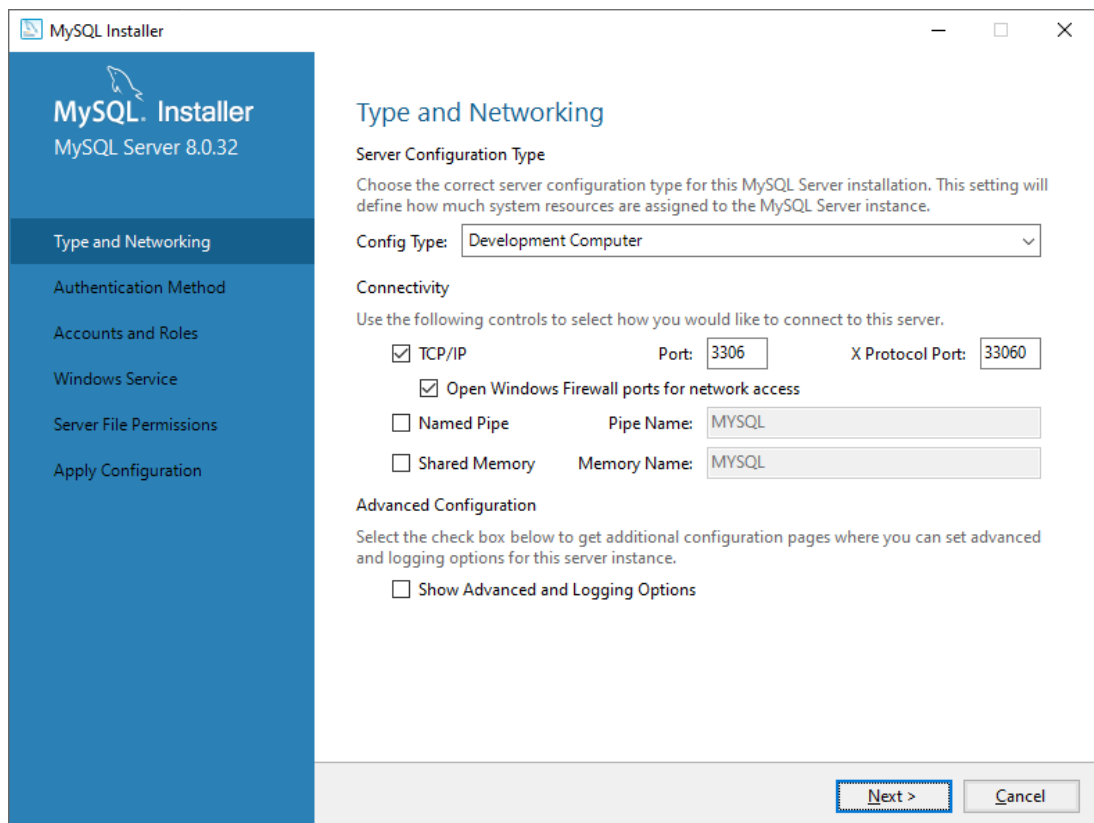 MySQL Installer
MySQL. Installer
MySQL Server 8.0.32
Type and Networking
Authentication Method
Accounts and Roles
Windows Service
Server File Permissions
Apply Configuration
Type and Networking
Server Configuration Type
Choose the correct server configuration type for this MySQL Server installation. This setting will
define how much system resources are assigned to the MySQL Server instance.
Config Type: Development Computer
Connectivity
Use the following controls to select how you would like to connect to this server.
TCP/IP Port: 3306 X Protocol Port: 33060
Open Windows Firewall ports for network access
Named Pipe Pipe Name: MYSQL
Shared Memory Memory Name: MYSQL
Advanced Configuration
Select the check box below to get additional configuration pages where you can set advanced
and logging options for this server instance.
Show Advanced and Logging Options
Next > Cancel